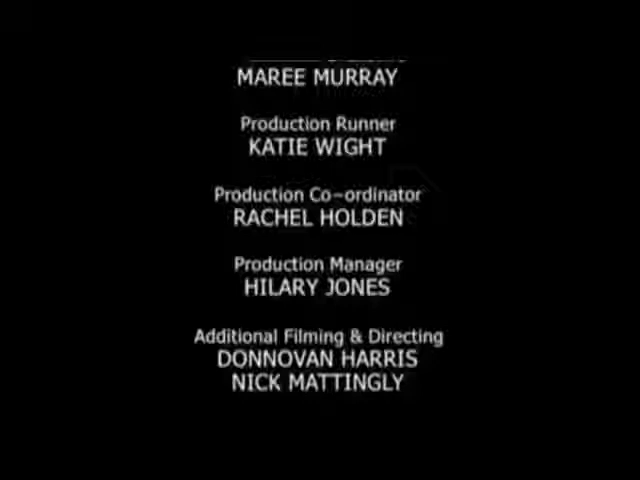 MAREE MURRAY
Production Runner
KATIE WIGHT
Production Co-ordinator
RACHEL HOLDEN
Production Manager
HILARY JONES
Additional Filming & Directing
DONNOVAN HARRIS
NICK MATTINGLY